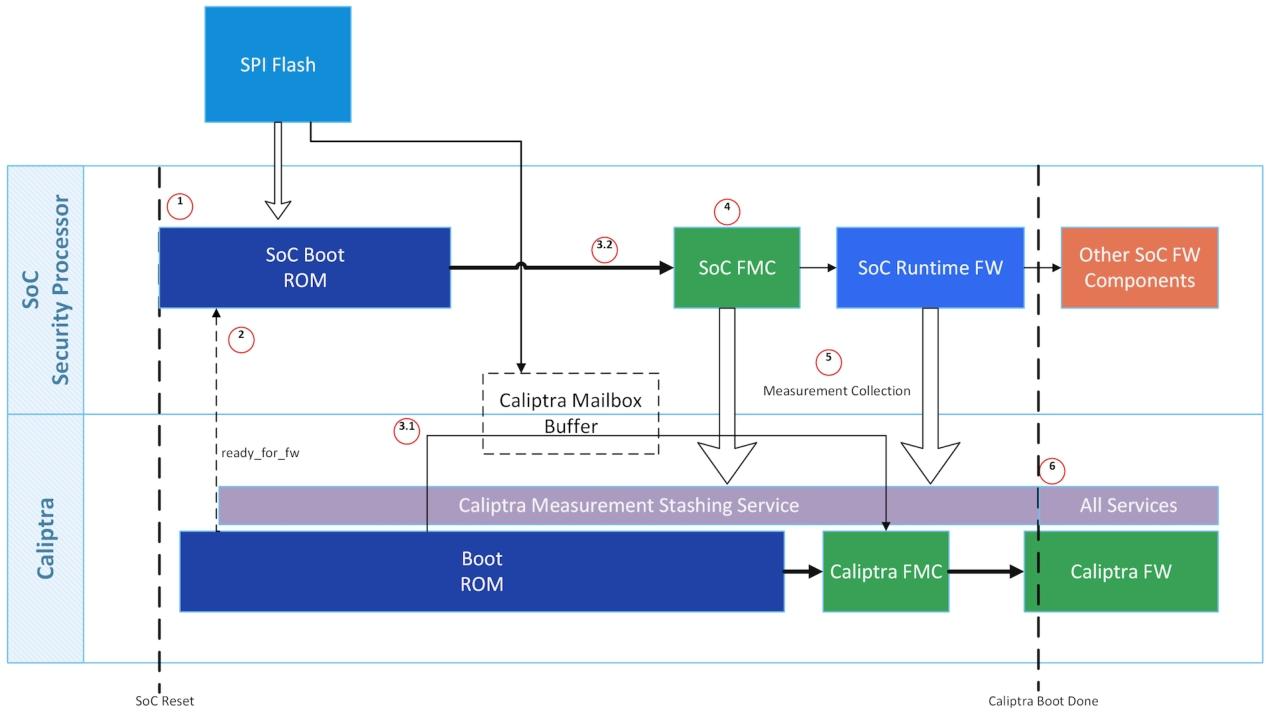 SPI Flash
SoC
Security Processor
1
SoC Boot
ROM
3.2
4
SoC FMC
SoC Runtime FW
Other SoC FW
Components
2
5
Measurement Collection
Caliptra Mailbox
Buffer
3.1
ready_for_fw
6
Caliptra
Caliptra Measurement Stashing Service
All Services
Boot
ROM
Caliptra FMC
Caliptra FW
SoC Reset
Caliptra Boot Done